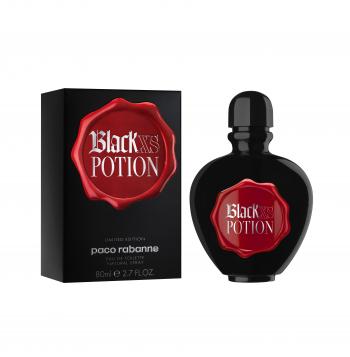 Black XS
POTION
LIMITED EDITION
paco rabanne
EAU DE TOILETTE
NATURAL SPRAY
80ml ℮ 2.7 FL.OZ.
Black XS
POTION